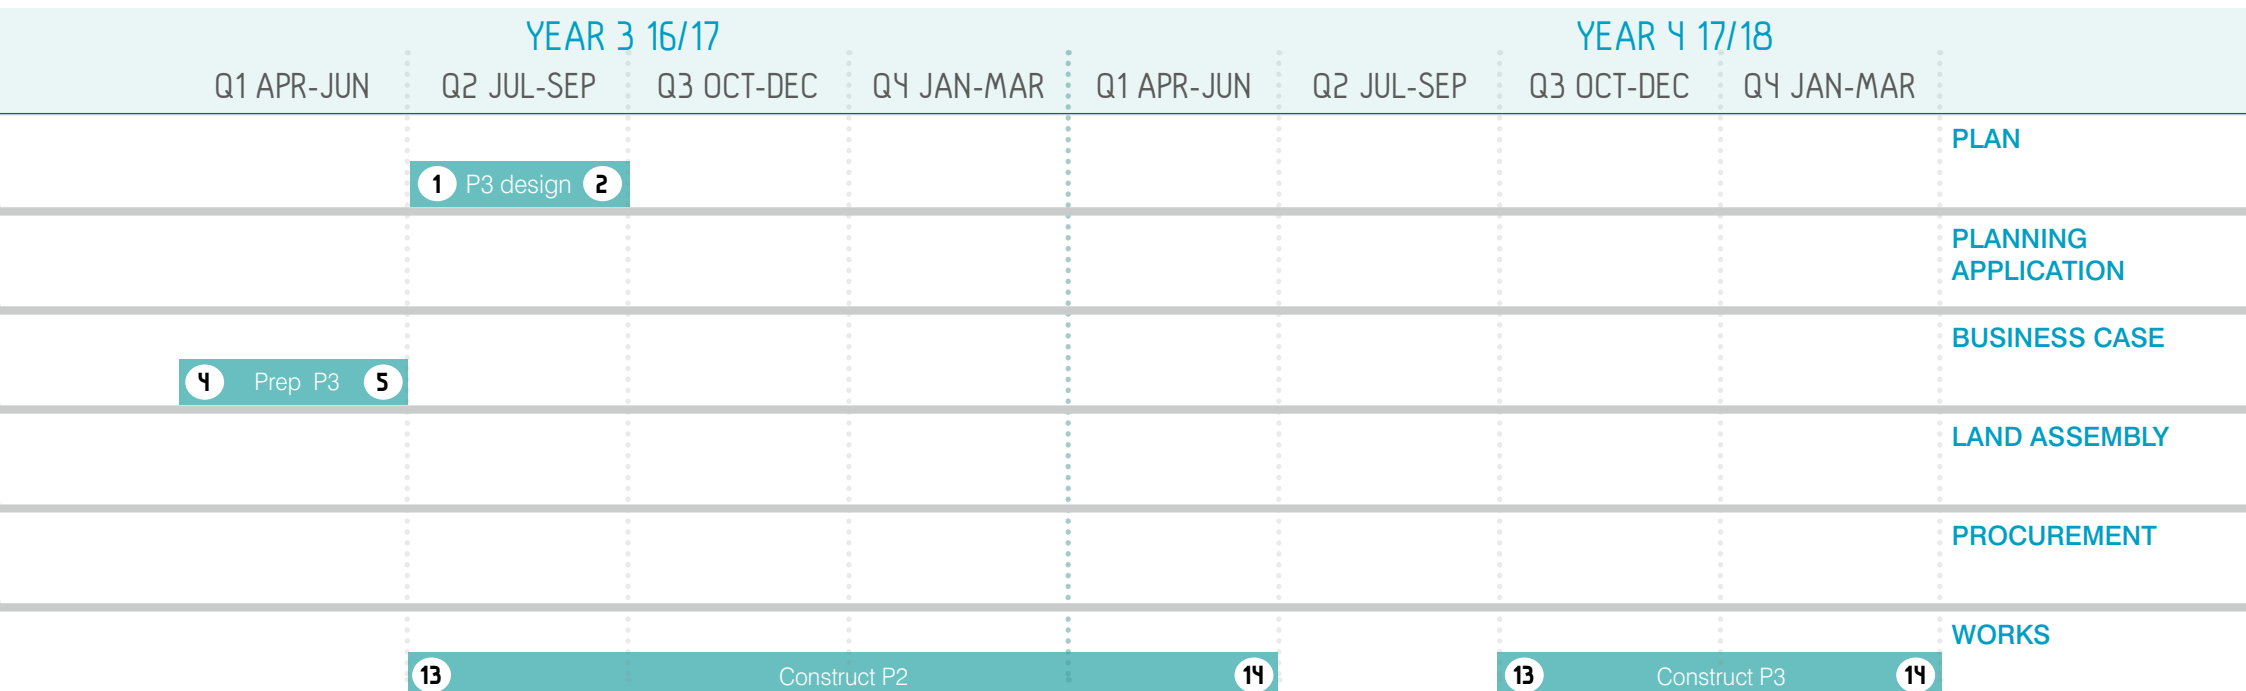 YEAR 3 16/17 YEAR 4 17/18
Q1 APR-JUN Q2 JUL-SEP Q3 OCT-DEC Q4 JAN-MAR Q1 APR-JUN Q2 JUL-SEP Q3 OCT-DEC Q4 JAN-MAR
PLAN
1 P3 design 2
PLANNING
APPLICATION
BUSINESS CASE
4 Prep P3 5
LAND ASSEMBLY
PROCUREMENT
WORKS
13 Construct P2 14 13 Construct P3 14